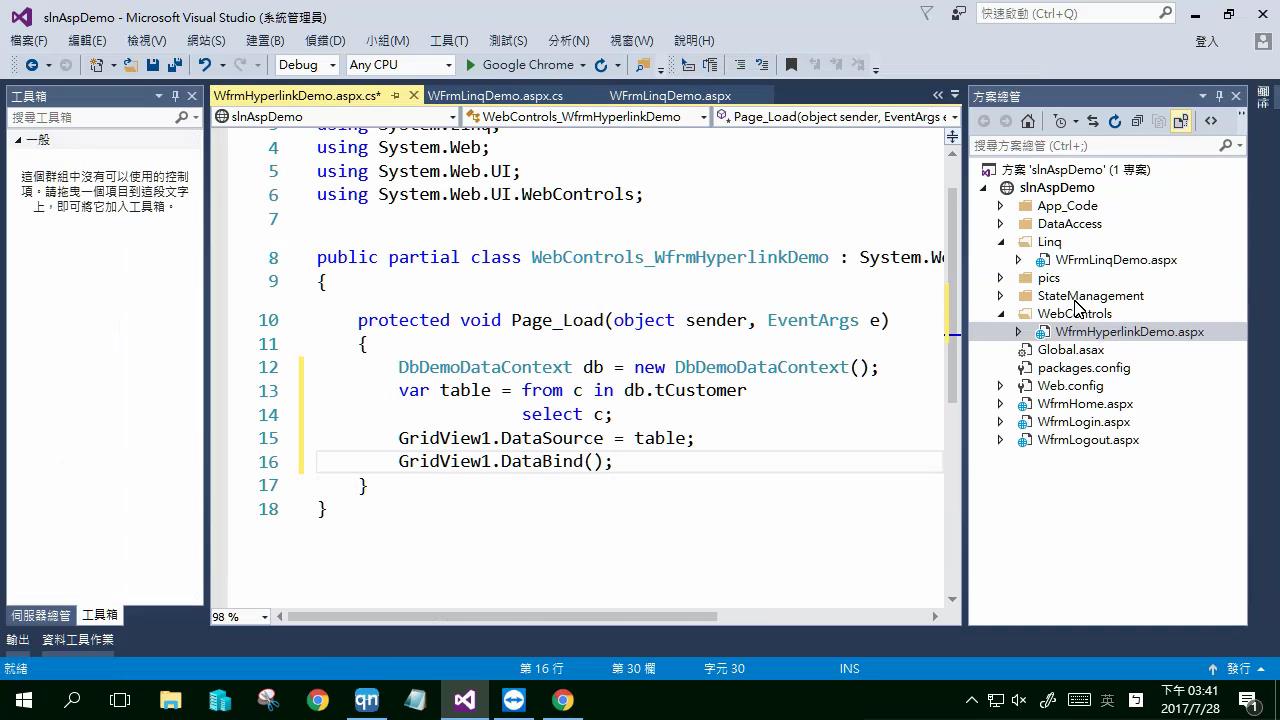 slnAspDemo - Microsoft Visual Studio (系統管理員)
快速啟動 (Ctrl+Q)
檔案(F) 編輯(E) 檢視(V) 網站(S) 建置(B) 偵錯(D) 小組(M) 工具(T) 測試(S) 分析(N) 視窗(W) 說明(H)
登入
Debug Any CPU Google Chrome
工具箱
搜尋工具箱
一般
這個群組中沒有可以使用的控制
項。請拖曳一個項目到這段文字
上，即可將它加入工具箱。
伺服器總管 工具箱
WfrmHyperlinkDemo.aspx.cs* WFrmLinqDemo.aspx.cs WFrmLinqDemo.aspx
slnAspDemo WebControls_WfrmHyperlinkDemo Page_Load(object sender, EventArgs e
using System.Linq;
4 using System.Web;
5 using System.Web.UI;
6 using System.Web.UI.WebControls;
7
8 public partial class WebControls_WfrmHyperlinkDemo : System.We
9 {
10 protected void Page_Load(object sender, EventArgs e)
11 {
12 DbDemoDataContext db = new DbDemoDataContext();
13 var table = from c in db.tCustomer
14 select c;
15 GridView1.DataSource = table;
16 GridView1.DataBind();
17 }
18 }
98 %
方案總管
搜尋方案總管 (Ctrl+;)
方案 'slnAspDemo' (1 專案)
slnAspDemo
App_Code
DataAccess
Linq
WFrmLinqDemo.aspx
pics
StateManagement
WebControls
WfrmHyperlinkDemo.aspx
Global.asax
packages.config
Web.config
WfrmHome.aspx
WfrmLogin.aspx
WfrmLogout.aspx
輸出 資料工具作業
就緒 第 16 行 第 30 欄 字元 30 INS 發行
qn
英
下午 03:41
2017/7/28
1